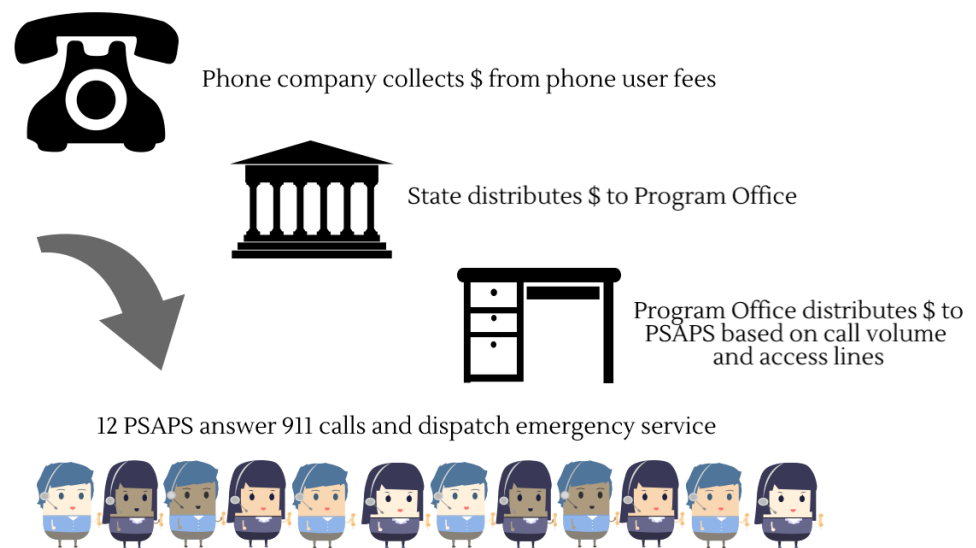 Phone company collects $ from phone user fees
State distributes $ to Program Office
Program Office distributes $ to
PSAPS based on call volume
and access lines
12 PSAPS answer 911 calls and dispatch emergency service